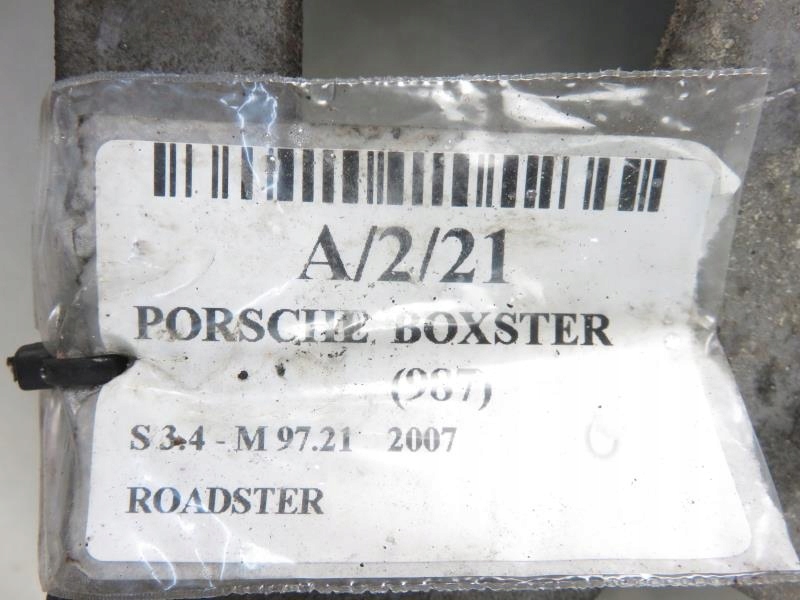 A/2/21
PORSCHE BOXSTER
(987)
S 3.4 - M 97.21 2007
ROADSTER